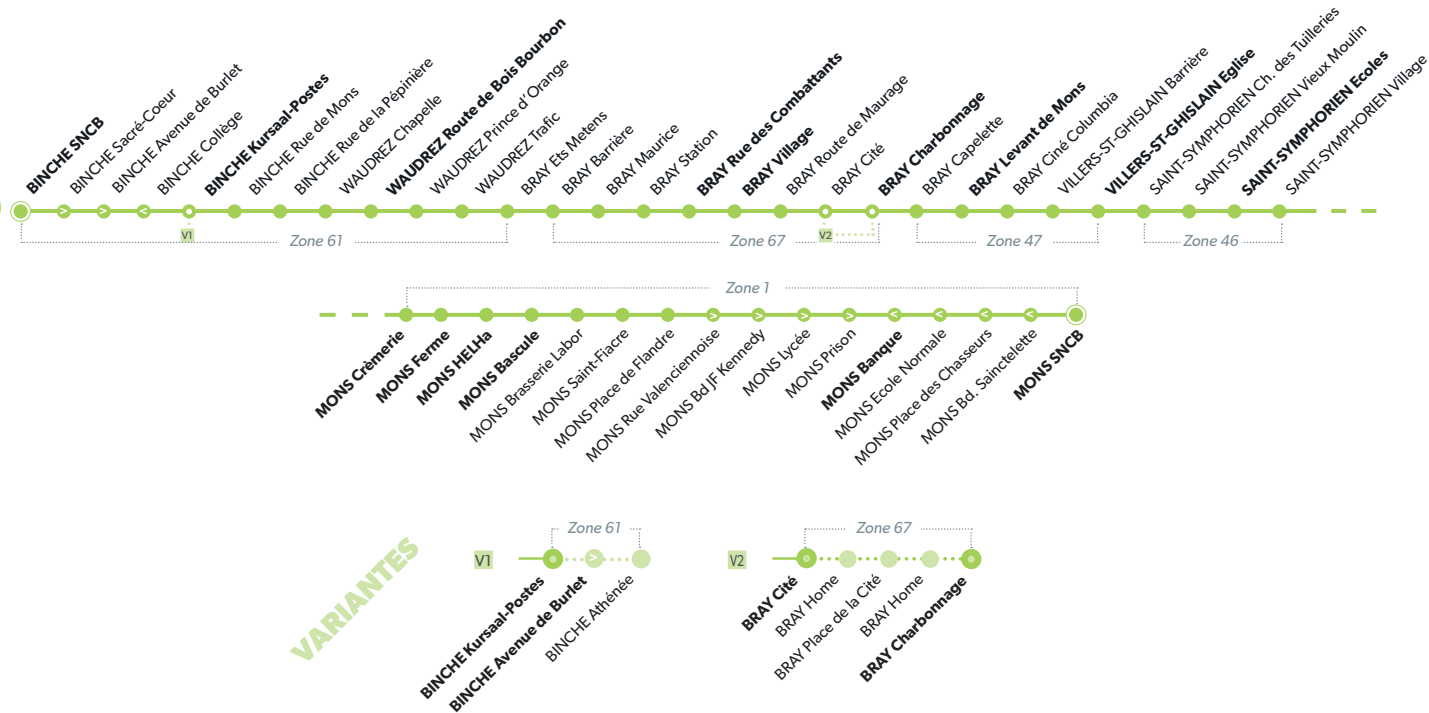 BINCHE SNCB
BINCHE Sacré-Coeur
BINCHE Avenue de Burlet
BINCHE Collège
BINCHE Kursaal-Postes
BINCHE Rue de Mons
BINCHE Rue de la Pépinière
WAUDREZ Chapelle
WAUDREZ Route de Bois Bourbon
WAUDREZ Prince d'Orange
WAUDREZ Trafic
BRAY Ets Metens
BRAY Barrière
BRAY Maurice
BRAY Station
BRAY Rue des Combattants
BRAY Village
BRAY Route de Maurage
BRAY Cité
BRAY Charbonnage
BRAY Capelette
BRAY Levant de Mons
BRAY Ciné Columbia
VILLERS-ST-GHISLAIN Barrière
VILLERS-ST-GHISLAIN Eglise
SAINT-SYMPHORIEN Ch. des Tuilleries
SAINT-SYMPHORIEN Vieux Moulin
SAINT-SYMPHORIEN Ecoles
SAINT-SYMPHORIEN Village
V1
V2
Zone 61
Zone 67
Zone 47
Zone 46
Zone 1
MONS Crèmerie
MONS Ferme
MONS HELHa
MONS Bascule
MONS Brasserie Labor
MONS Saint-Fiacre
MONS Place de Flandre
MONS Rue Valenciennoise
MONS Bd JF Kennedy
MONS Lycée
MONS Prison
MONS Banque
MONS Ecole Normale
MONS Place des Chasseurs
MONS Bd. Sainctelette
MONS SNCB
VARIANTES
V1
Zone 61
BINCHE Kursaal-Postes
BINCHE Avenue de Burlet
BINCHE Athénée
V2
Zone 67
BRAY Cité
BRAY Home
BRAY Place de la Cité
BRAY Home
BRAY Charbonnage